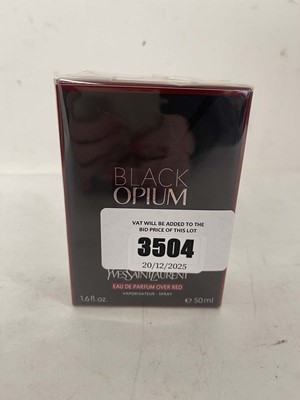 BLACK
OPIUM
VAT WILL BE ADDED TO THE
BID PRICE OF THIS LOT
3504
20/12/2025
YVESSAINTLAURENT
EAU DE PARFUM OVER RED
VAPORISATEUR - SPRAY
1.6 fl. oz. e 50 ml